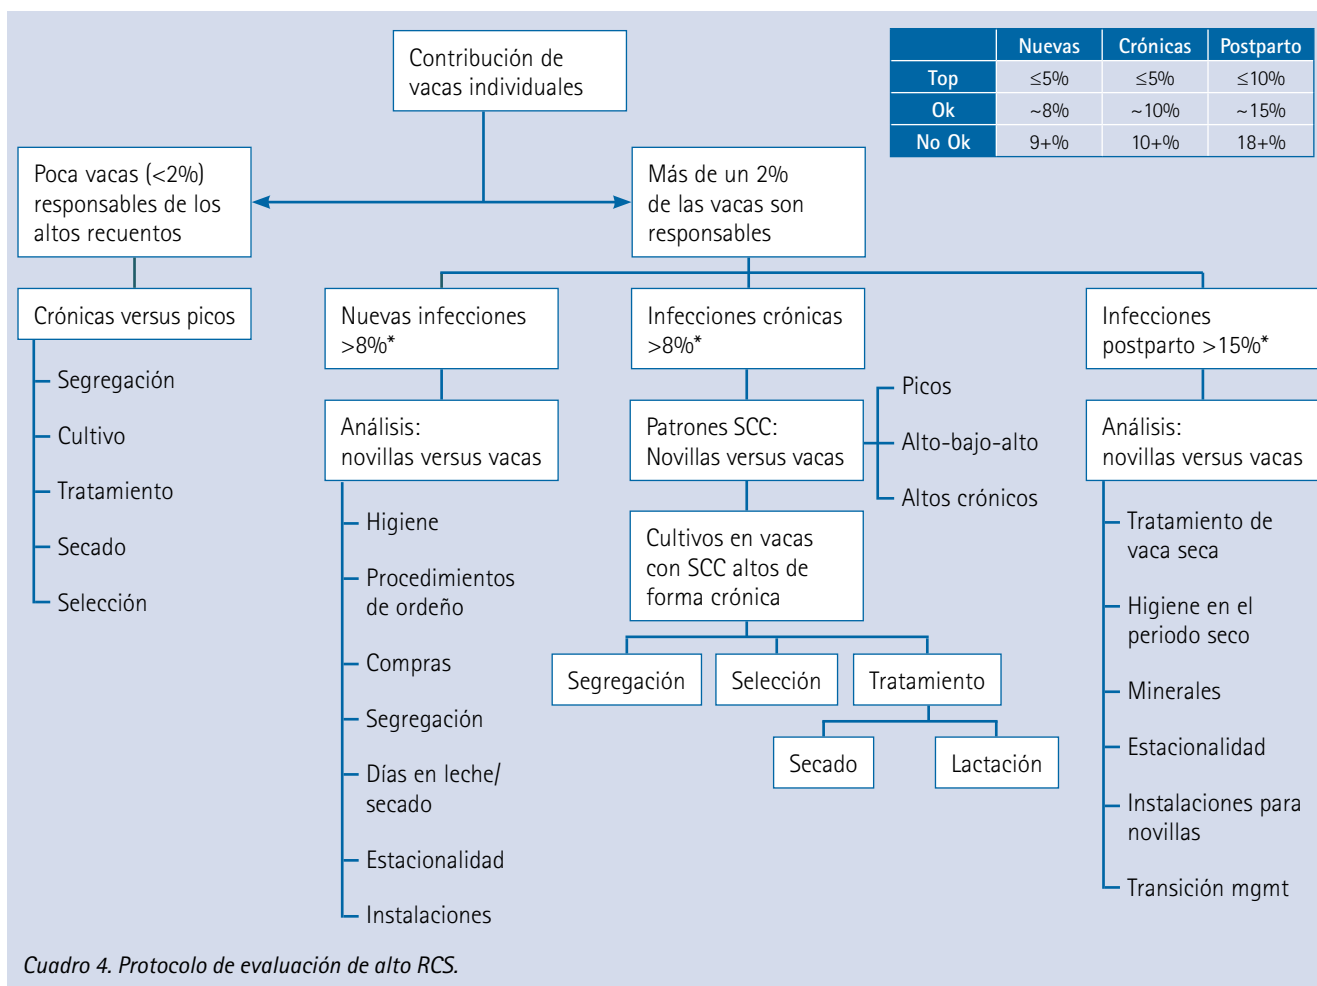 Contribución de
vacas individuales
Nuevas Crónicas Postparto
Top ≤5% ≤5% ≤10%
Ok ~8% ~10% ~15%
No Ok 9+% 10+% 18+%
Poca vacas (<2%)
responsables de los
altos recuentos
Más de un 2%
de las vacas son
responsables
Crónicas versus picos
Segregación
Cultivo
Tratamiento
Secado
Selección
Nuevas infecciones
>8%*
Análisis:
novillas versus vacas
Higiene
Procedimientos
de ordeño
Compras
Segregación
Días en leche/
secado
Estacionalidad
Instalaciones
Infecciones crónicas
>8%*
Patrones SCC:
Novillas versus vacas
Picos
Alto-bajo-alto
Altos crónicos
Cultivos en vacas
con SCC altos de
forma crónica
Segregación
Selección
Tratamiento
Secado
Lactación
Infecciones
postparto >15%*
Análisis:
novillas versus vacas
Tratamiento de
vaca seca
Higiene en el
periodo seco
Minerales
Estacionalidad
Instalaciones para
novillas
Transición mgmt
Cuadro 4. Protocolo de evaluación de alto RCS.